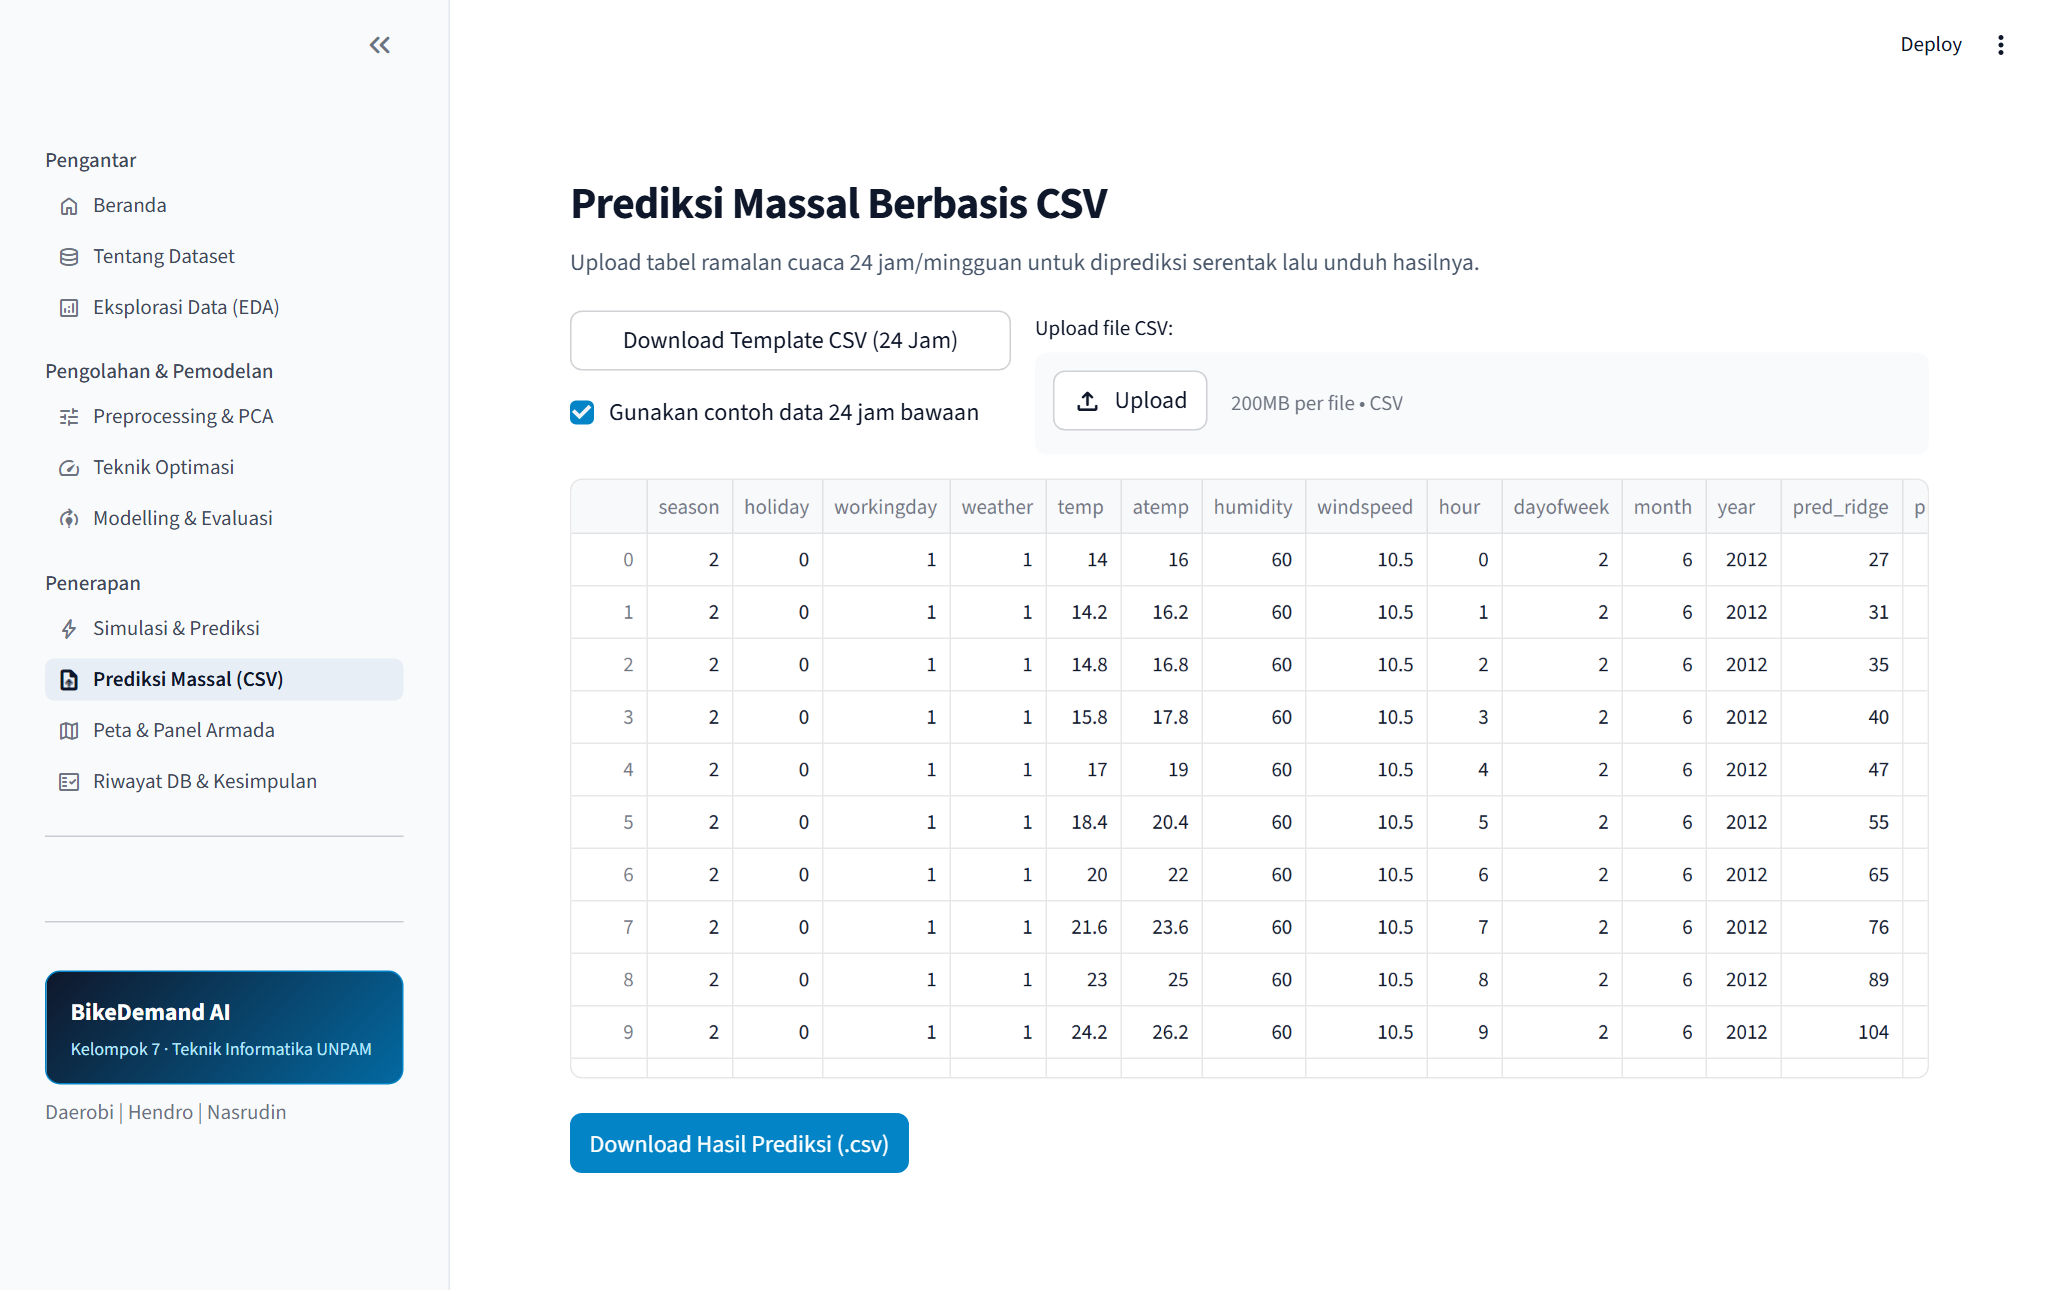 Deploy
Pengantar
Beranda
Tentang Dataset
Eksplorasi Data (EDA)
Pengolahan & Pemodelan
Preprocessing & PCA
Teknik Optimasi
Modelling & Evaluasi
Penerapan
Simulasi & Prediksi
Prediksi Massal (CSV)
Peta & Panel Armada
Riwayat DB & Kesimpulan
BikeDemand AI
Kelompok 7 · Teknik Informatika UNPAM
Daerobi | Hendro | Nasrudin
Prediksi Massal Berbasis CSV
Upload tabel ramalan cuaca 24 jam/mingguan untuk diprediksi serentak lalu unduh hasilnya.
Download Template CSV (24 Jam)
Gunakan contoh data 24 jam bawaan
Upload file CSV:
Upload
200MB per file • CSV
season holiday workingday weather temp atemp humidity windspeed hour dayofweek month year pred_ridge p
0 2 0 1 1 14 16 60 10.5 0 2 6 2012 27
1 2 0 1 1 14.2 16.2 60 10.5 1 2 6 2012 31
2 2 0 1 1 14.8 16.8 60 10.5 2 2 6 2012 35
3 2 0 1 1 15.8 17.8 60 10.5 3 2 6 2012 40
4 2 0 1 1 17 19 60 10.5 4 2 6 2012 47
5 2 0 1 1 18.4 20.4 60 10.5 5 2 6 2012 55
6 2 0 1 1 20 22 60 10.5 6 2 6 2012 65
7 2 0 1 1 21.6 23.6 60 10.5 7 2 6 2012 76
8 2 0 1 1 23 25 60 10.5 8 2 6 2012 89
9 2 0 1 1 24.2 26.2 60 10.5 9 2 6 2012 104
Download Hasil Prediksi (.csv)